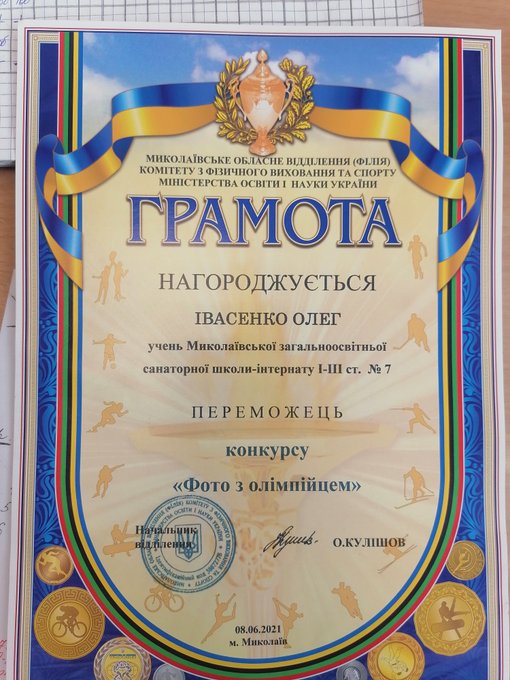 МИКОЛАЇВСЬКЕ ОБЛАСНЕ ВІДДІЛЕННЯ (ФІЛІЯ)
КОМІТЕТУ З ФІЗИЧНОГО ВИХОВАННЯ ТА СПОРТУ
МІНІСТЕРСТВА ОСВІТИ І НАУКИ УКРАЇНИ
ГРАМОТА
НАГОРОДЖУЄТЬСЯ
ІВАСЕНКО ОЛЕГ
учень Миколаївської загальноосвітньої
санаторної школи-інтернату І-ІІІ ст. № 7
ПЕРЕМОЖЕЦЬ
конкурсу
«Фото з олімпійцем»
Начальник
відділення
О.КУЛІШОВ
08.06.2021
м. Миколаїв